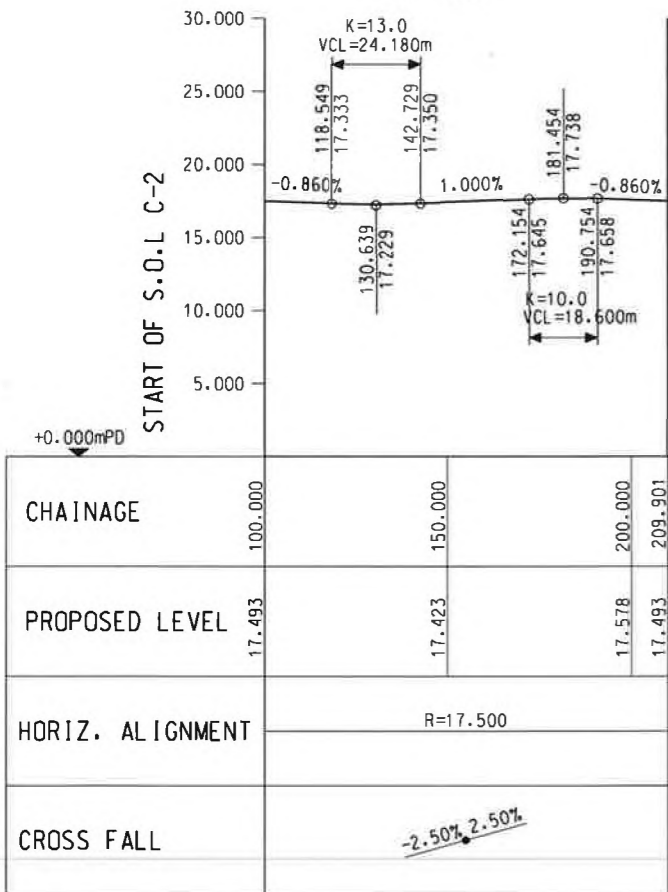 30.000
25.000
20.000
15.000
10.000
5.000
START OF S.O.L C-2
K=13.0
VCL=24.180m
118.549
17.333
142.729
17.350
181.454
17.738
-0.860%
1.000%
-0.860%
130.639
17.229
172.154
17.645
190.754
17.658
K=10.0
VCL=18.600m
+0.000mPD
CHAINAGE
100.000
150.000
200.000
209.901
PROPOSED LEVEL
17.493
17.423
17.578
17.493
HORIZ. ALIGNMENT
R=17.500
CROSS FALL
-2.50% 2.50%